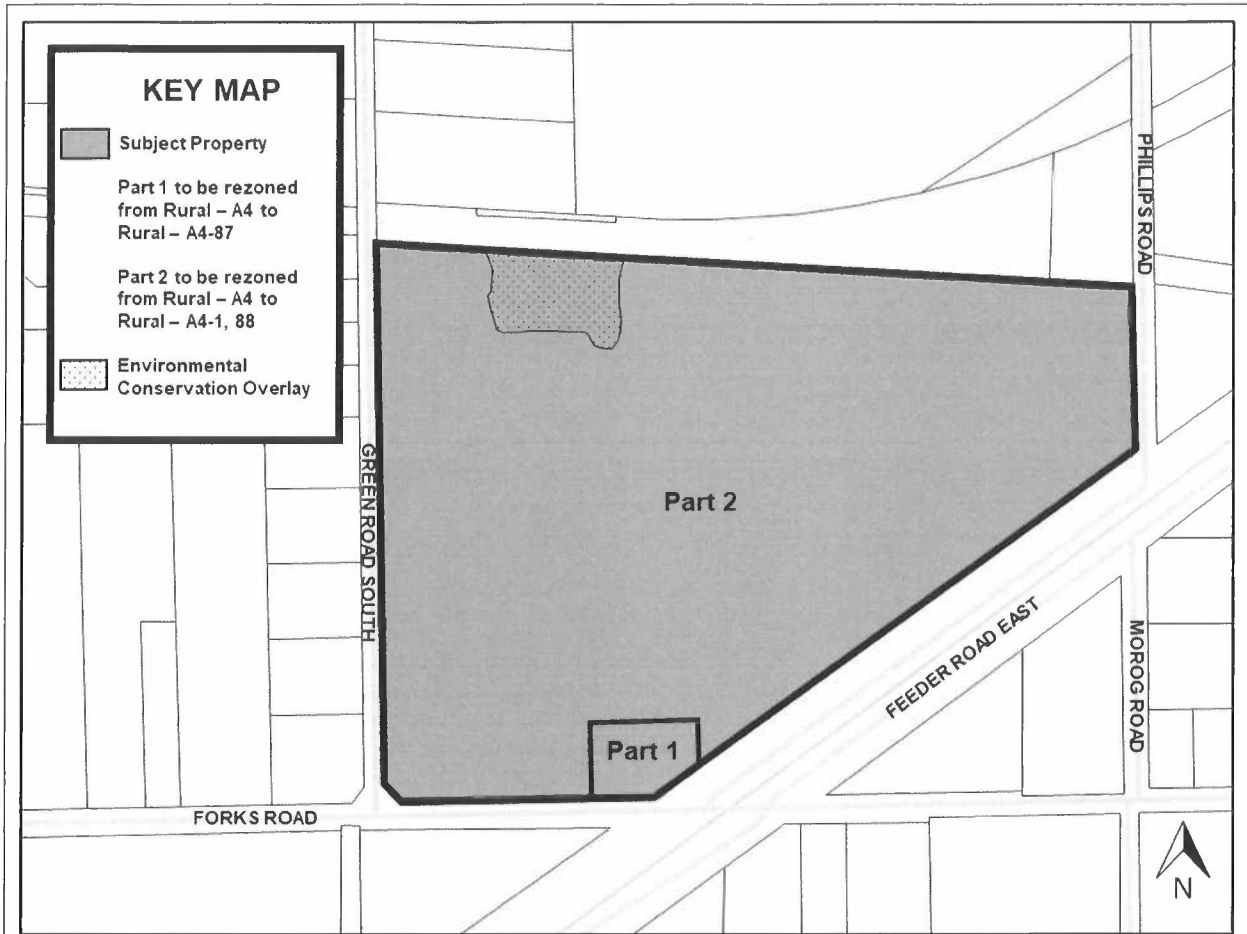 KEY MAP
Subject Property
Part 1 to be rezoned
from Rural – A4 to
Rural – A4-87
Part 2 to be rezoned
from Rural – A4 to
Rural – A4-1, 88
Environmental
Conservation Overlay
PHILLIPS ROAD
GREEN ROAD SOUTH
Part 2
FEEDER ROAD EAST
MOROG ROAD
Part 1
FORKS ROAD
N